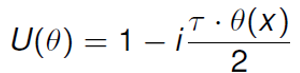 U(θ) = 1 − i τ · θ(x) / 2